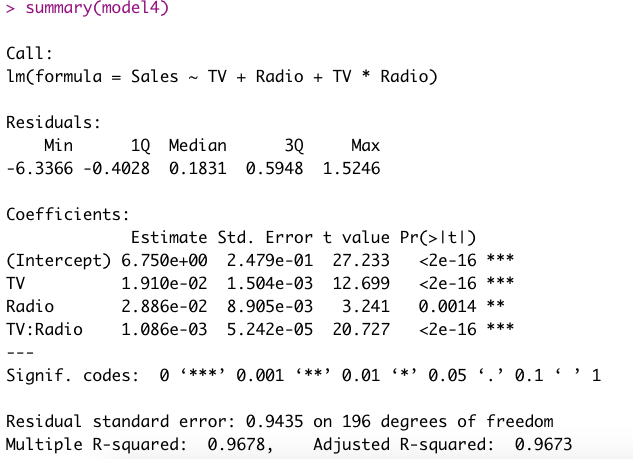 > summary(model4)
Call:
lm(formula = Sales ~ TV + Radio + TV * Radio)
Residuals:
    Min      1Q  Median      3Q     Max
-6.3366 -0.4028  0.1831  0.5948  1.5246
Coefficients:
             Estimate Std. Error t value Pr(>|t|)
(Intercept) 6.750e+00  2.479e-01  27.233   <2e-16 ***
TV          1.910e-02  1.504e-03  12.699   <2e-16 ***
Radio       2.886e-02  8.905e-03   3.241   0.0014 **
TV:Radio    1.086e-03  5.242e-05  20.727   <2e-16 ***
---
Signif. codes:  0 ‘***’ 0.001 ‘**’ 0.01 ‘*’ 0.05 ‘.’ 0.1 ‘ ’ 1
Residual standard error: 0.9435 on 196 degrees of freedom
Multiple R-squared:  0.9678,    Adjusted R-squared:  0.9673